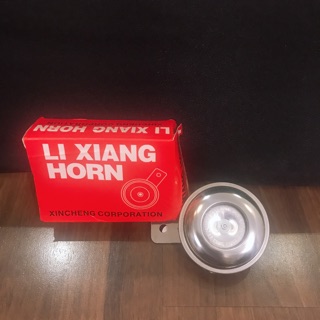 LI XIANG HORN
LI XIANG
HORN
XINCHENG CORPORATION